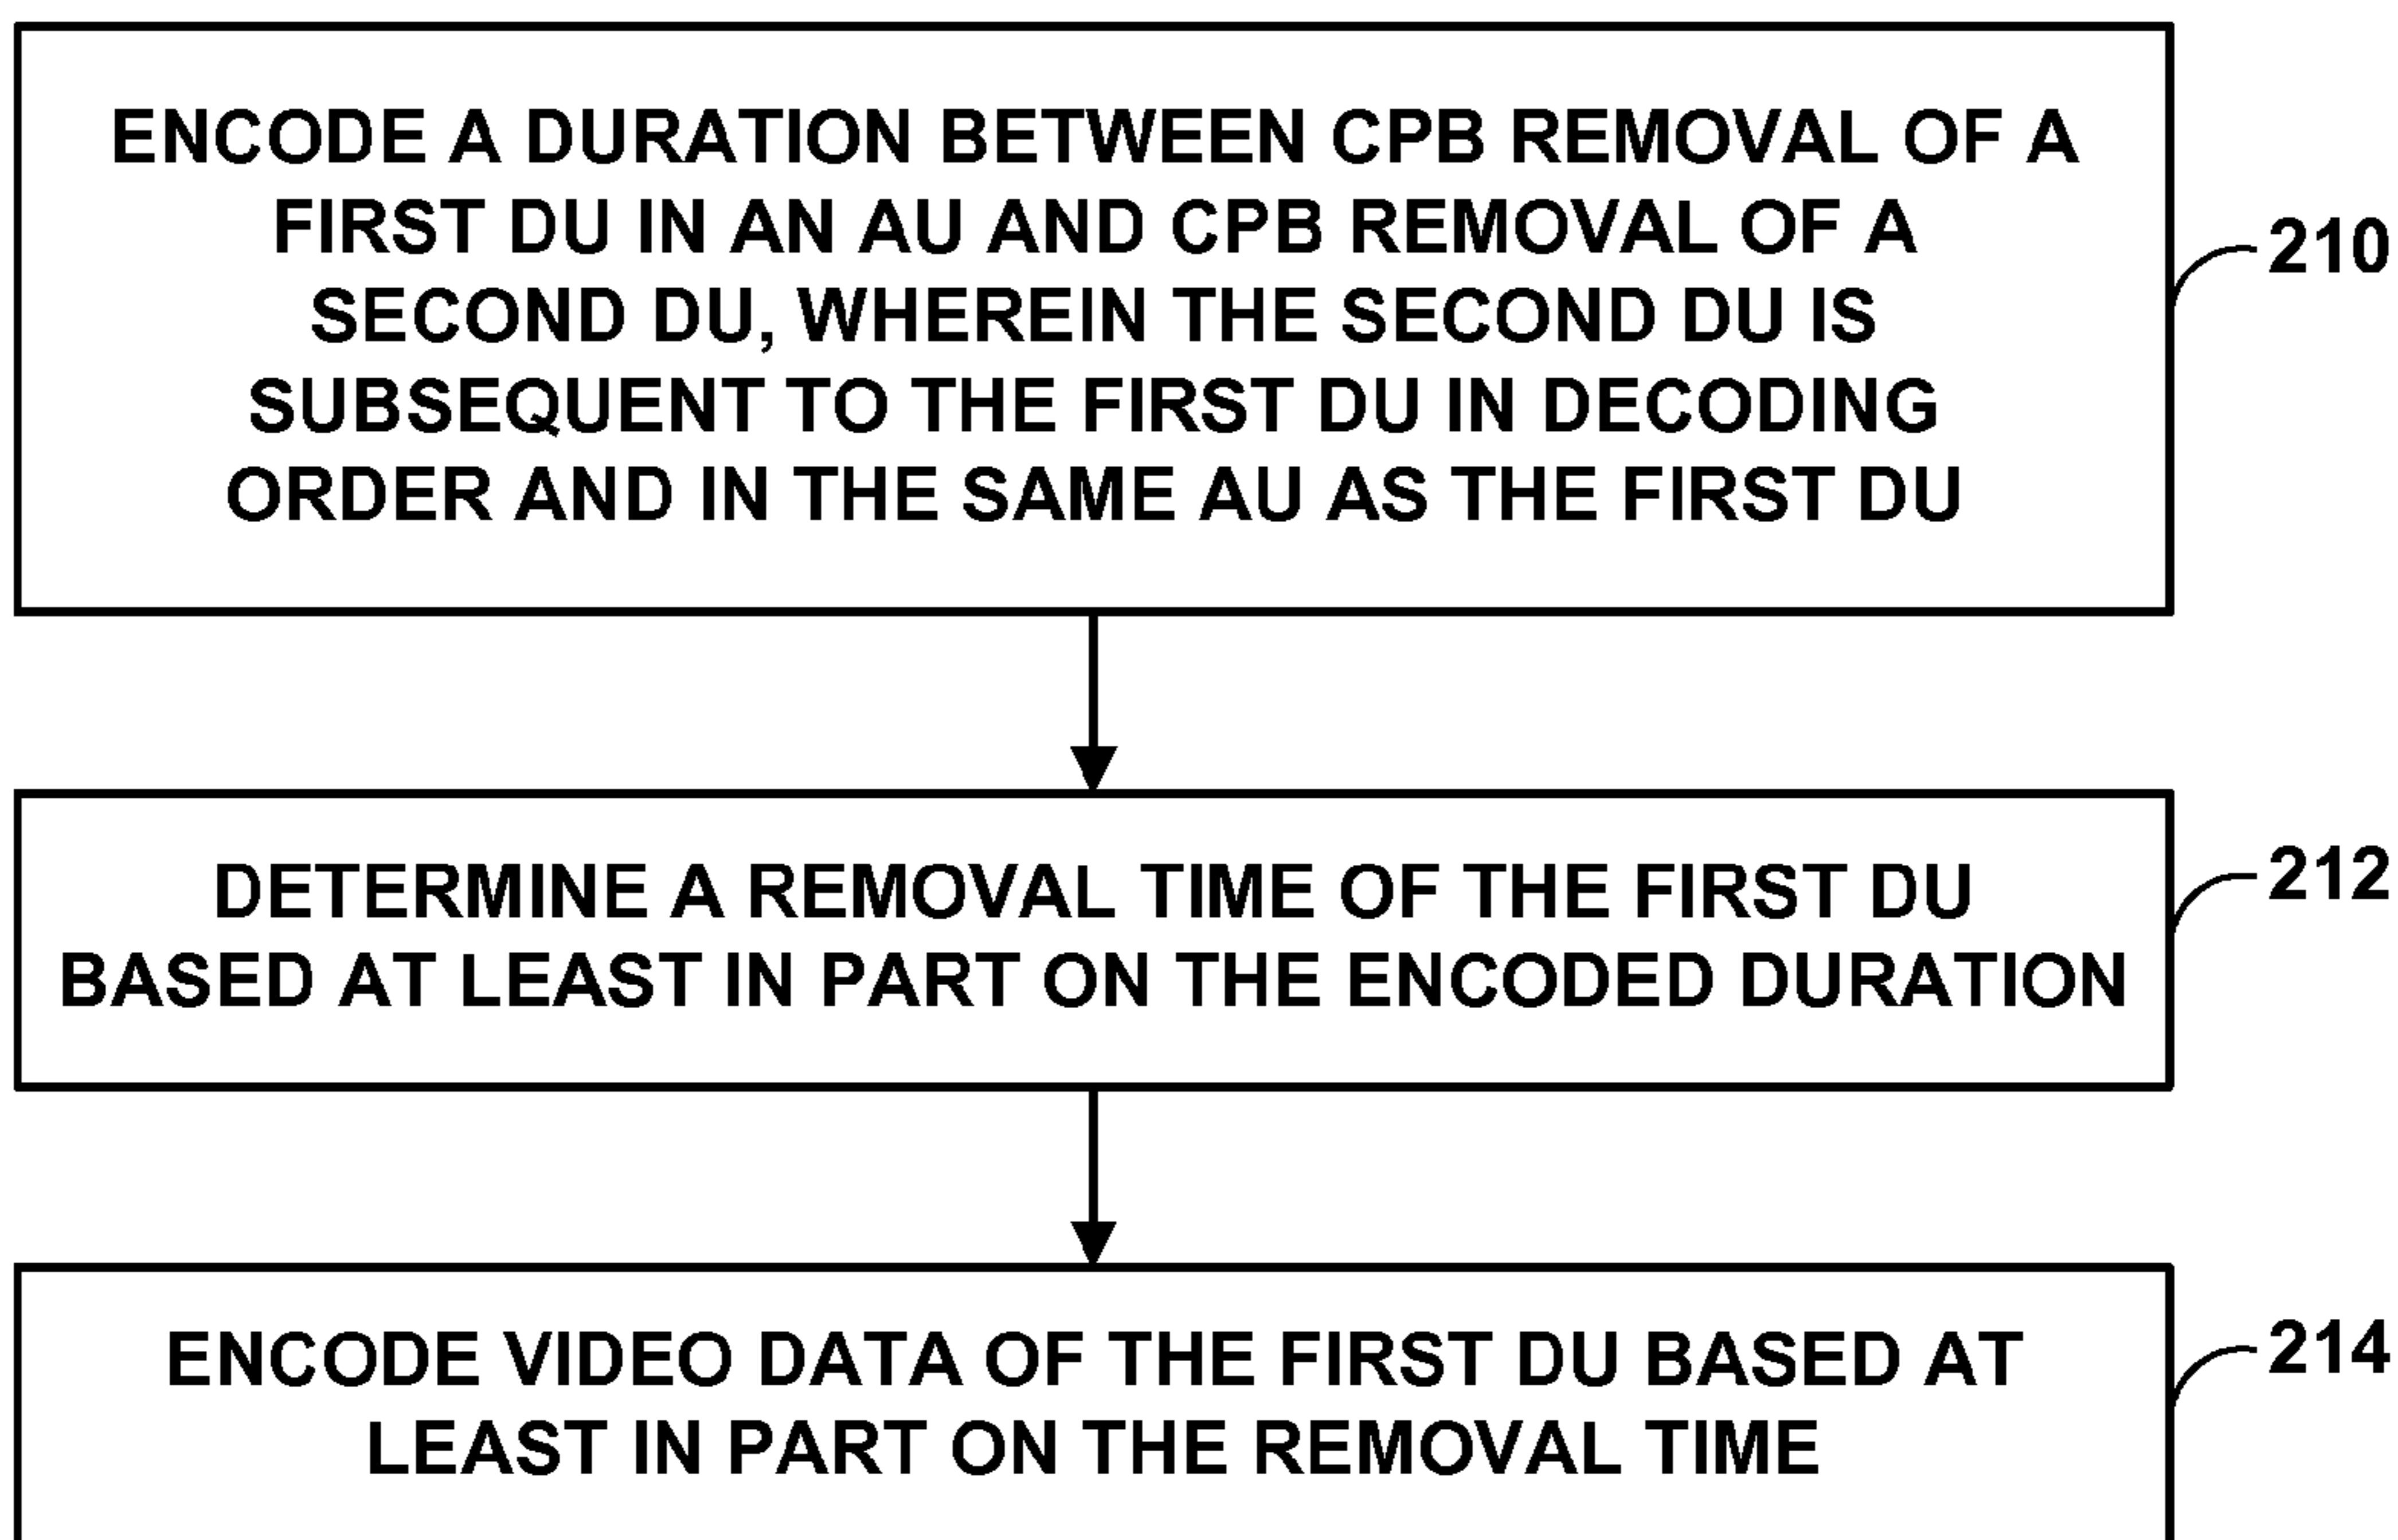 ENCODE A DURATION BETWEEN CPB REMOVAL OF A
FIRST DU IN AN AU AND CPB REMOVAL OF A
SECOND DU, WHEREIN THE SECOND DU IS
SUBSEQUENT TO THE FIRST DU IN DECODING
ORDER AND IN THE SAME AU AS THE FIRST DU
210
DETERMINE A REMOVAL TIME OF THE FIRST DU
BASED AT LEAST IN PART ON THE ENCODED DURATION
212
ENCODE VIDEO DATA OF THE FIRST DU BASED AT
LEAST IN PART ON THE REMOVAL TIME
214